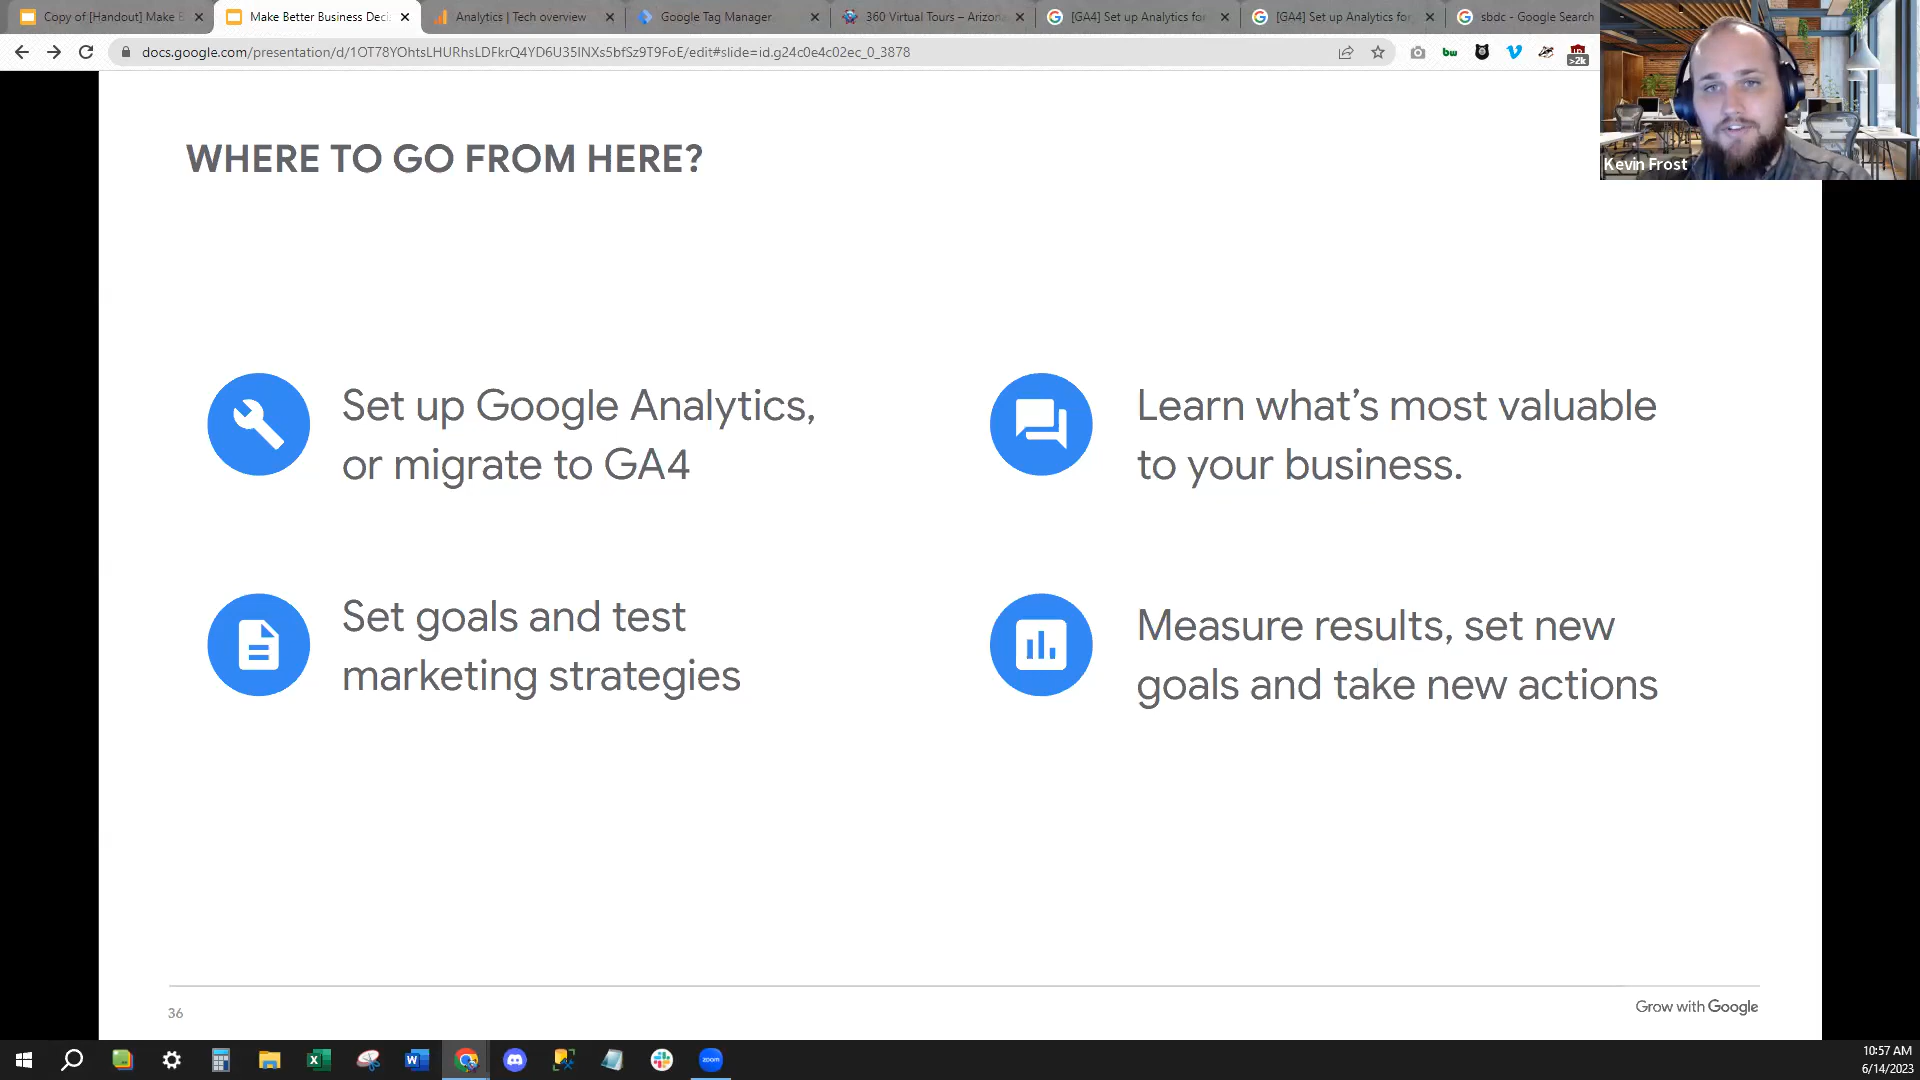 Copy of [Handout] Make B
Make Better Business Deci
Analytics | Tech overview
Google Tag Manager
360 Virtual Tours – Arizona
[GA4] Set up Analytics for
[GA4] Set up Analytics for
sbdc - Google Search
docs.google.com/presentation/d/1OT78YOhtsLHURhsLDFkrQ4YD6U35INXs5bfSz9T9FoE/edit#slide=id.g24c0e4c02ec_0_3878
bw
>2k
Kevin Frost
WHERE TO GO FROM HERE?
Set up Google Analytics,
or migrate to GA4
Learn what's most valuable
to your business.
Set goals and test
marketing strategies
Measure results, set new
goals and take new actions
36
Grow with Google
zoom
10:57 AM
6/14/2023